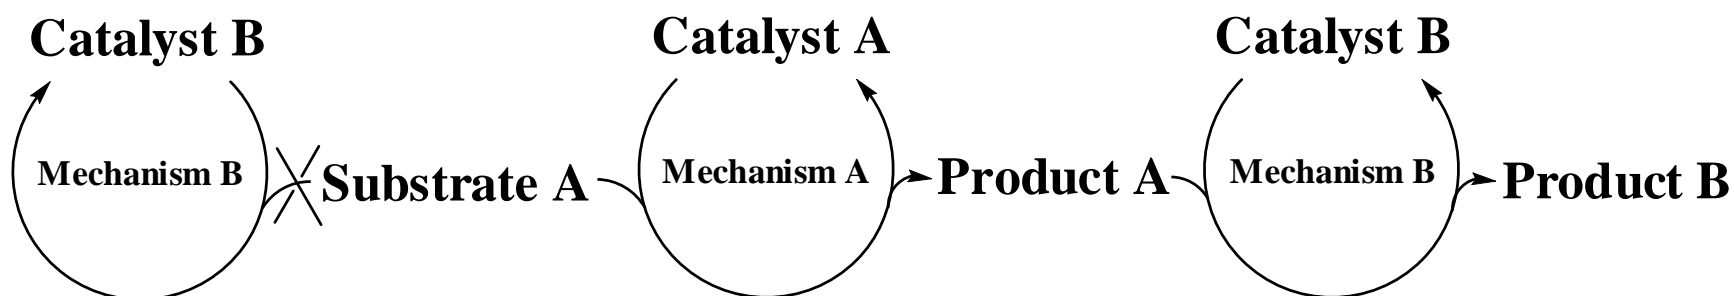 Catalyst B
Catalyst A
Catalyst B
Mechanism B
Substrate A
Mechanism A
Product A
Mechanism B
Product B